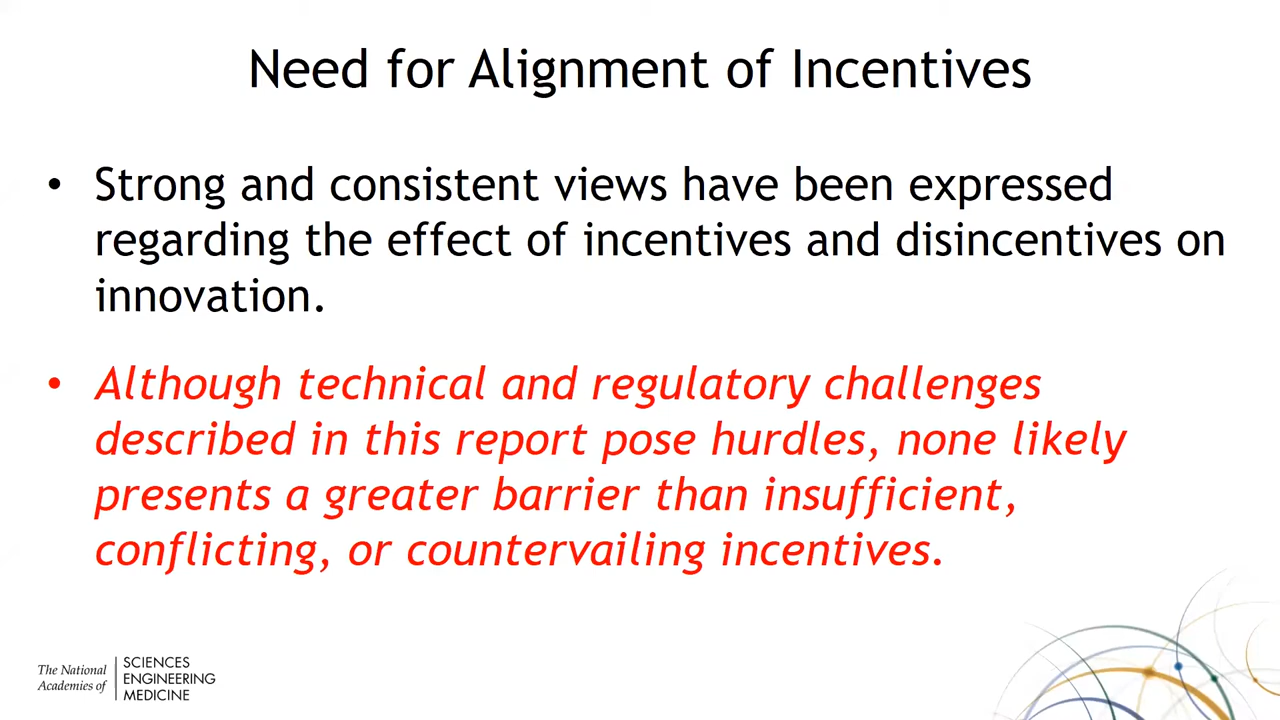 Need for Alignment of Incentives
• Strong and consistent views have been expressed
regarding the effect of incentives and disincentives on
innovation.
• Although technical and regulatory challenges
described in this report pose hurdles, none likely
presents a greater barrier than insufficient,
conflicting, or countervailing incentives.
The National
Academies of
SCIENCES
ENGINEERING
MEDICINE